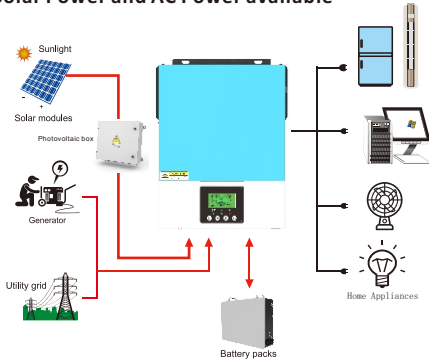 Solar Power and AC Power available
Sunlight
- +
Solar modules
Photovoltaic box
Generator
Utility grid
Battery packs
Home Appliances